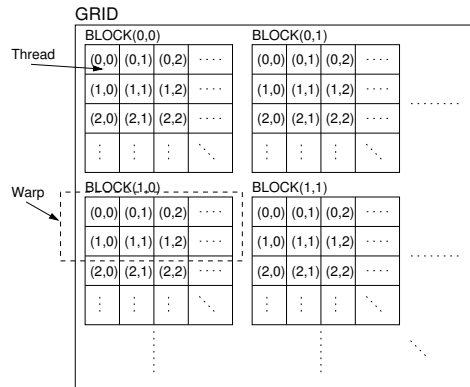 GRID
BLOCK(0,0) BLOCK(0,1)
Thread
(0,0) (0,1) (0,2) ···· (0,0) (0,1) (0,2) ····
(1,0) (1,1) (1,2) ···· (1,0) (1,1) (1,2) ····
(2,0) (2,1) (2,2) ···· (2,0) (2,1) (2,2) ····
BLOCK(1,0) BLOCK(1,1)
Warp
(0,0) (0,1) (0,2) ···· (0,0) (0,1) (0,2) ····
(1,0) (1,1) (1,2) ···· (1,0) (1,1) (1,2) ····
(2,0) (2,1) (2,2) ···· (2,0) (2,1) (2,2) ····